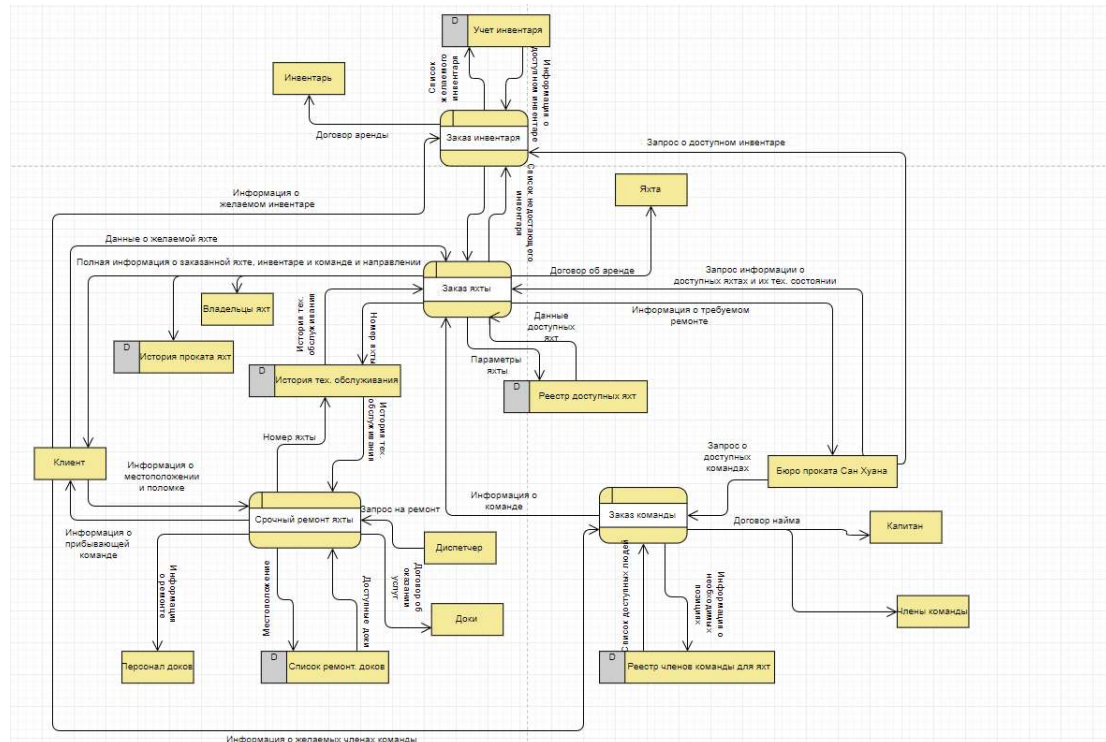 D
Учет инвентаря
Инвентарь
Список
желаемого
инвентаря
Информация о
доступном инвентаре
Договор аренды
Заказ инвентаря
Запрос о доступном инвентаре
Информация о
желаемом инвентаре
Список недостающего
инвентаря
Яхта
Данные о желаемой яхте
Полная информация о заказанной яхте, инвентаре и команде и направлении
Договор об аренде
Запрос информации о
доступных яхтах и их тех. состоянии
Заказ яхты
Владельцы яхт
История тех.
обслуживания
Номер яхты
Данные
доступных
яхт
Информация о требуемом
ремонте
D
История проката яхт
Параметры
яхты
D
История тех. обслуживания
D
Реестр доступных яхт
История тех.
обслуживания
Номер яхты
Запрос о
доступных
командах
Клиент
Информация о
местоположении
и поломке
Бюро проката Сан Хуана
Информация о
команде
Запрос на ремонт
Срочный ремонт яхты
Заказ команды
Договор найма
Капитан
Информация о
прибывающей
команде
Диспетчер
Информация
о ремонте
Местоположение
Доступные доки
Договор об
оказании
услуг
Список доступных людей
Информация о
необходимых
позициях
Доки
Члены команды
Персонал доков
D
Список ремонт. доков
D
Реестр членов команды для яхт
Информация о желаемых членах команды